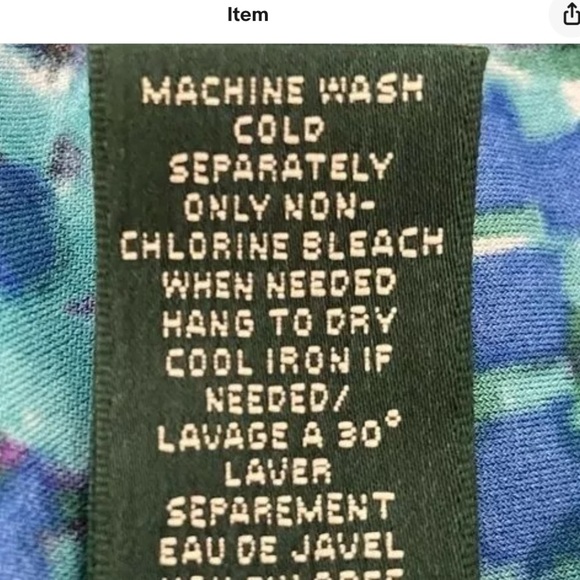 Item
MACHINE WASH
COLD
SEPARATELY
ONLY NON-
CHLORINE BLEACH
WHEN NEEDED
HANG TO DRY
COOL IRON IF
NEEDED/
LAVAGE A 30°
LAVER
SEPAREMENT
EAU DE JAVEL